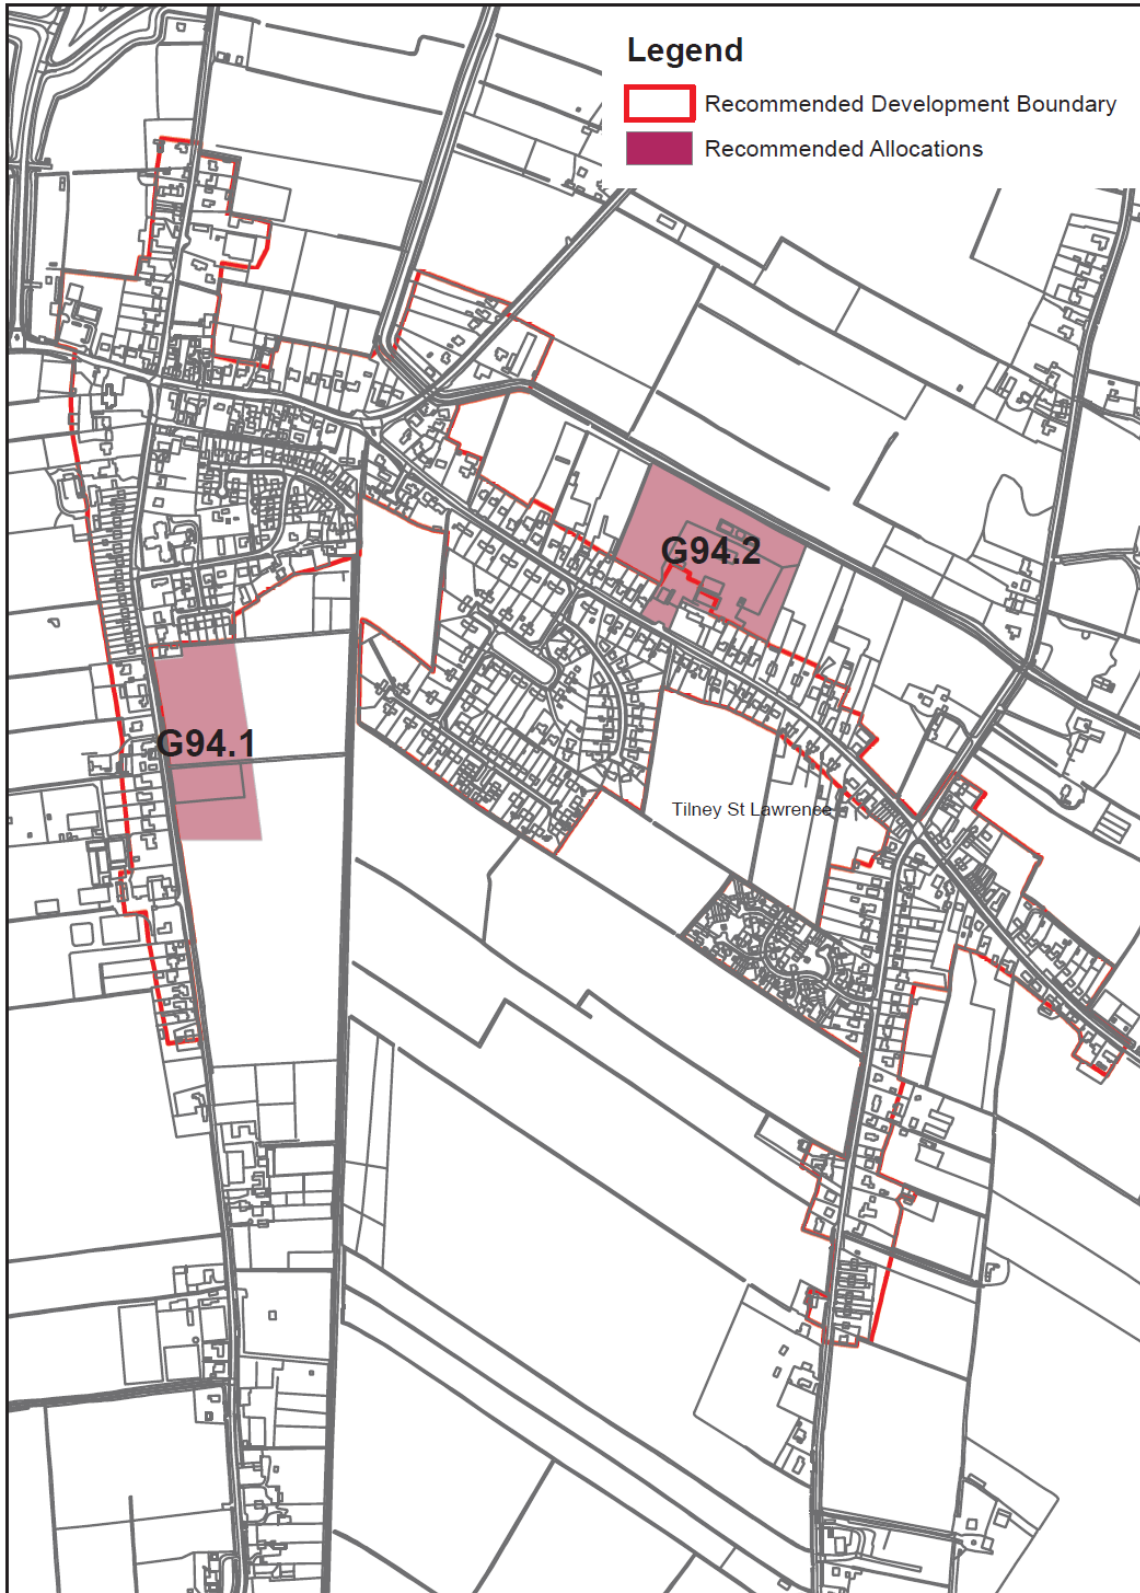 Legend
Recommended Development Boundary
Recommended Allocations
G94.2
G94.1
Tilney St Lawrence